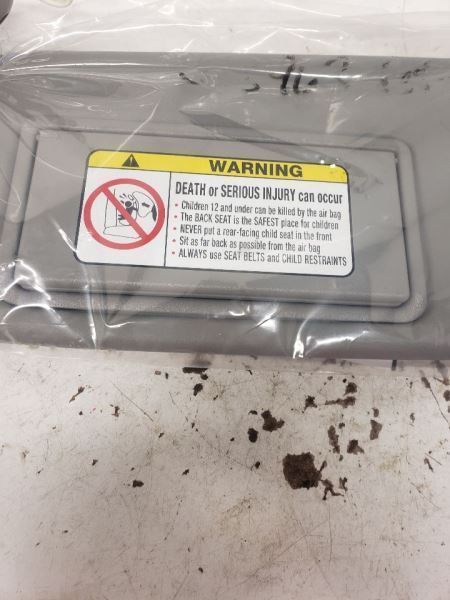 WARNING
DEATH or SERIOUS INJURY can occur
• Children 12 and under can be killed by the air bag
• The BACK SEAT is the SAFEST place for children
• NEVER put a rear-facing child seat in the front
• Sit as far back as possible from the air bag
• ALWAYS use SEAT BELTS and CHILD RESTRAINTS